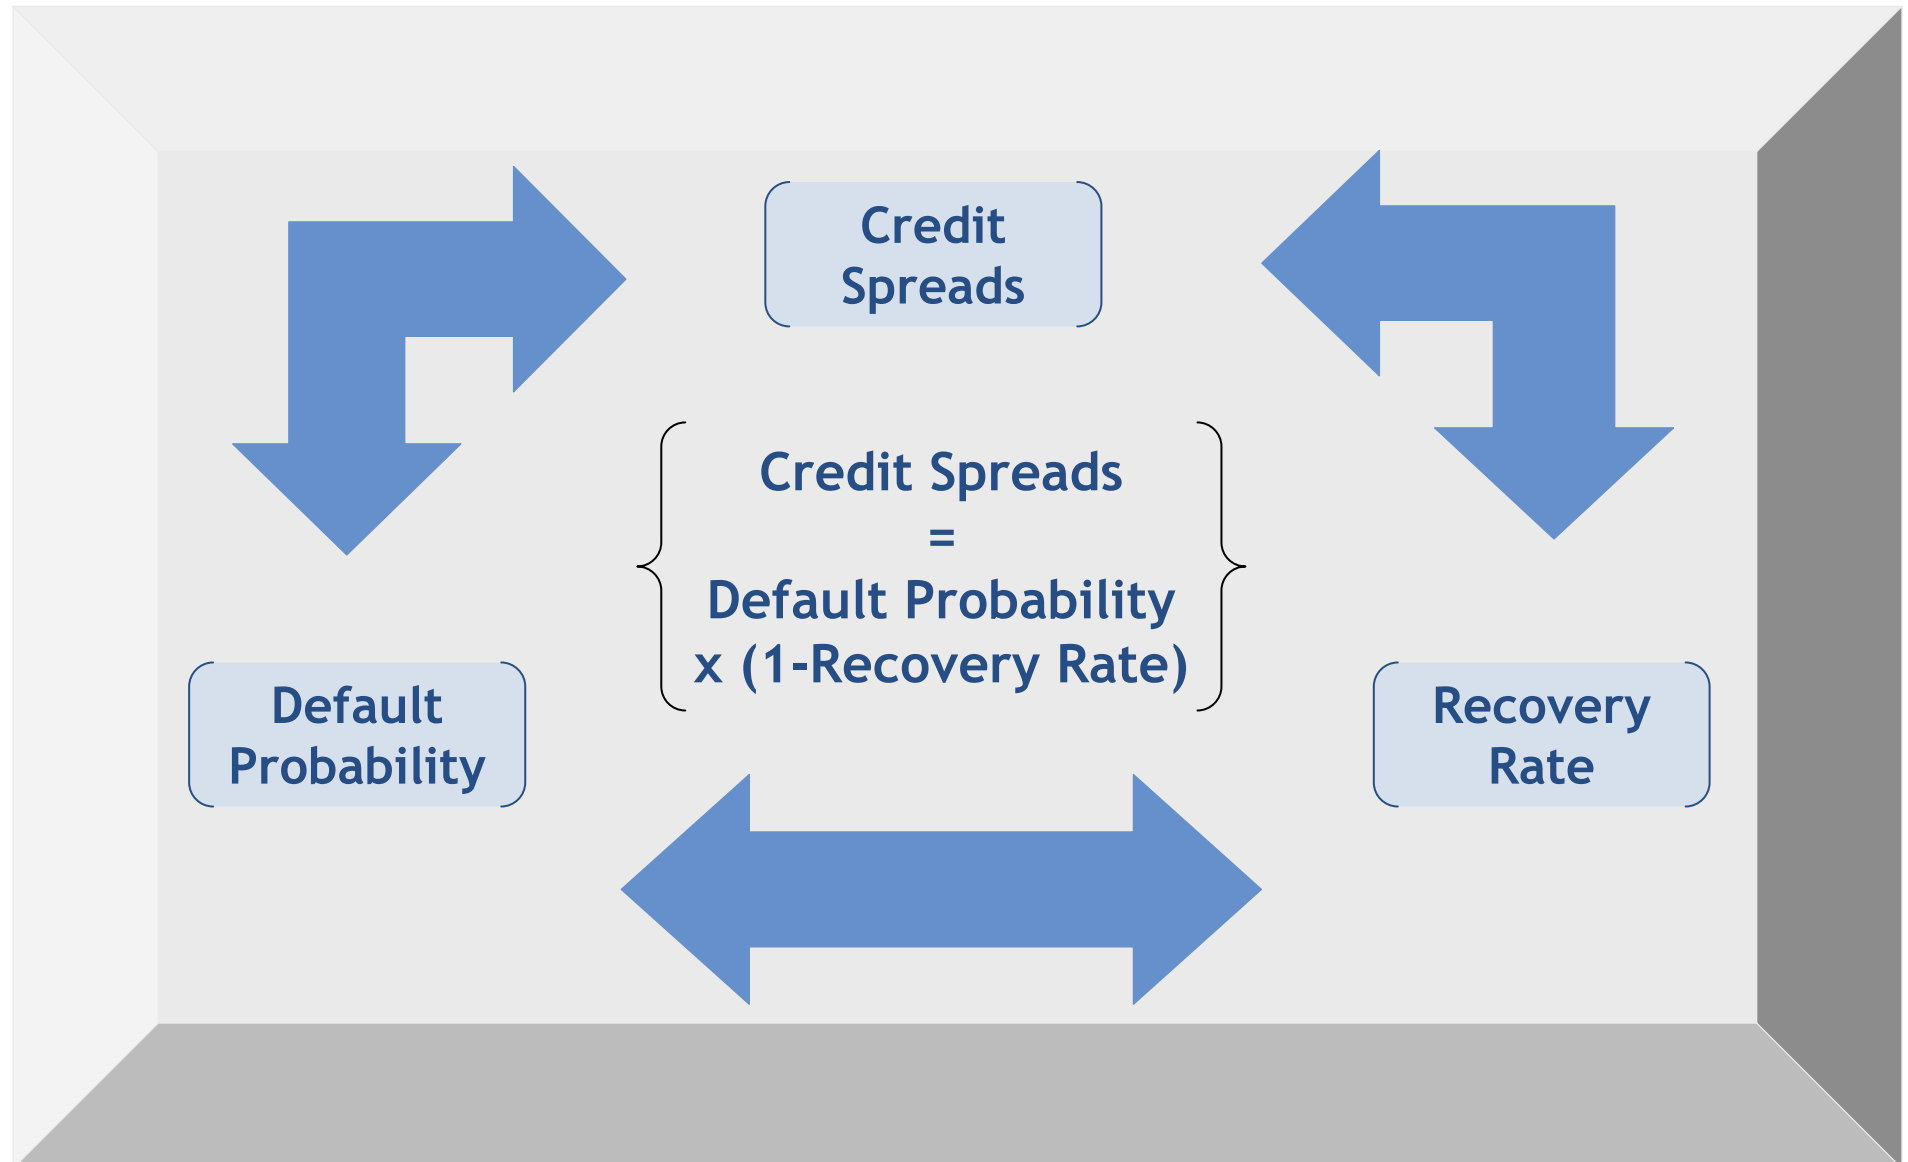 Credit
Spreads
Credit Spreads
=
Default Probability
x (1-Recovery Rate)
Default
Probability
Recovery
Rate